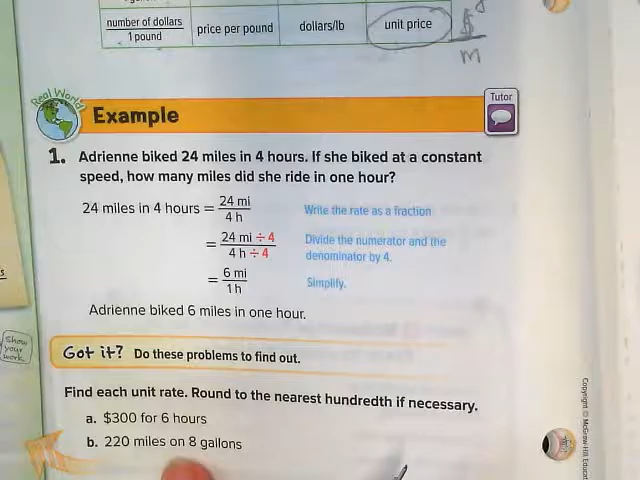 number of dollars
1 pound
price per pound
dollars/lb
unit price
$
m
Real World
Example
Tutor
1. Adrienne biked 24 miles in 4 hours. If she biked at a constant
speed, how many miles did she ride in one hour?
24 miles in 4 hours = 24 mi
4 h
Write the rate as a fraction
= 24 mi ÷ 4
4 h ÷ 4
Divide the numerator and the
denominator by 4.
= 6 mi
1 h
Simplify.
Adrienne biked 6 miles in one hour.
Show
your
work.
Got it? Do these problems to find out.
Find each unit rate. Round to the nearest hundredth if necessary.
a. $300 for 6 hours
b. 220 miles on 8 gallons
Copyright © McGraw-Hill Educat